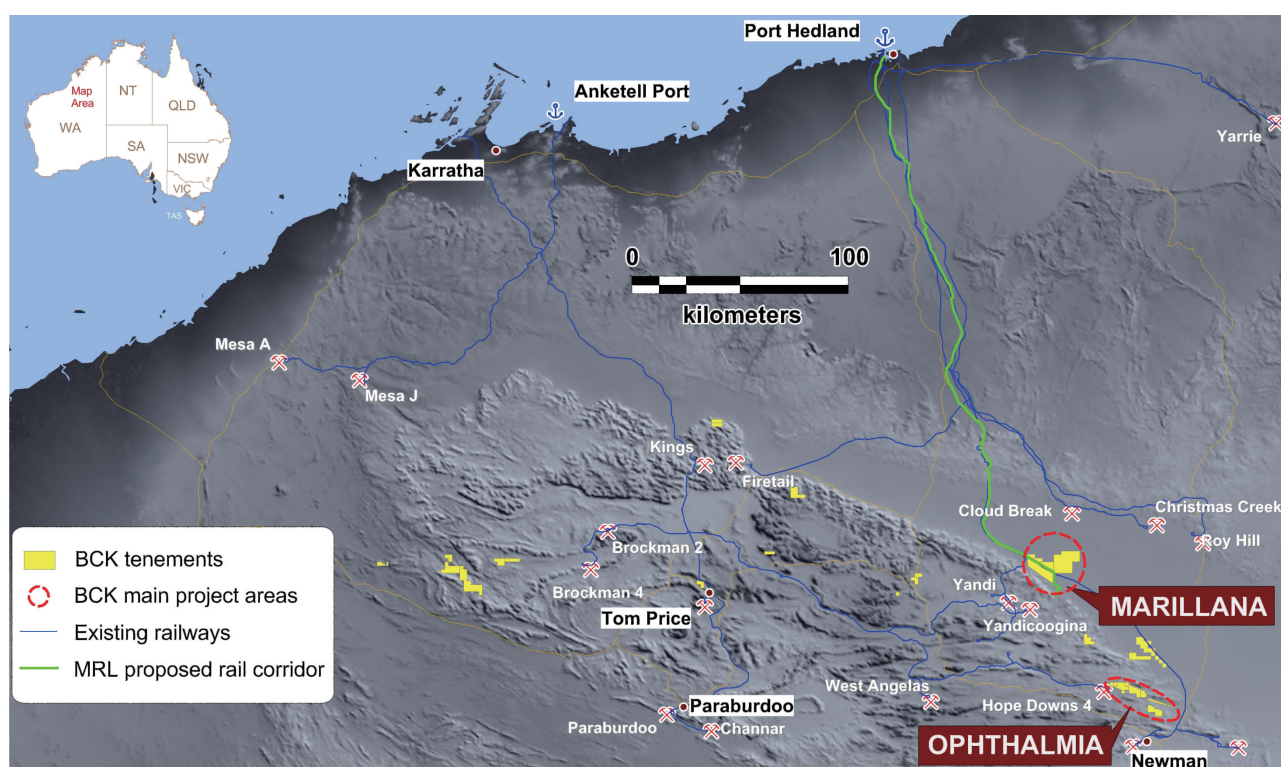 Port Hedland
Map
Area
NT
QLD
WA
SA
NSW
VIC
TAS
Anketell Port
Yarrie
Karratha
0 100
kilometers
Mesa A
Mesa J
Kings
Firetail
Cloud Break
Christmas Creek
Roy Hill
Brockman 2
Brockman 4
Yandi
MARILLANA
Tom Price
Yandicoogina
West Angelas
Hope Downs 4
Paraburdoo
Paraburdoo
Channar
OPHTHALMIA
Newman
BCK tenements
BCK main project areas
Existing railways
MRL proposed rail corridor